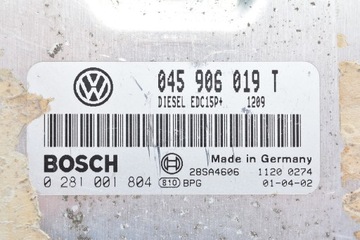 045 906 019 T
DIESEL EDC15P+ 1209
BOSCH
Made in Germany
28SA4606 1120 0274
0 281 001 804 810 BPG 01-04-02